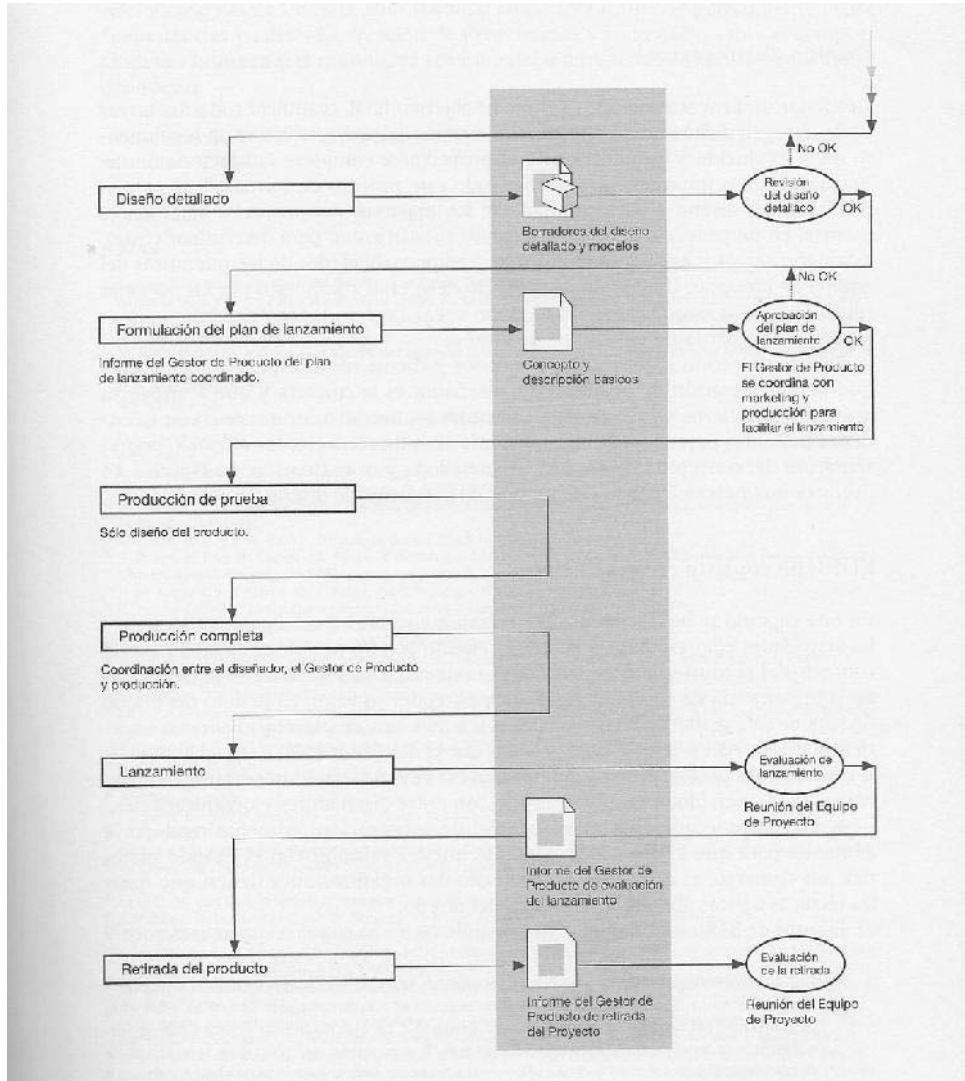 No OK
Diseño detallado
Revisión
del diseño
detallado
OK
Borradores del diseño
detallado y modelos
No OK
Formulación del plan de lanzamiento
Aprobación
del plan de
lanzamiento
OK
Informe del Gestor de Producto del plan
de lanzamiento coordinado.
Concepto y
descripción básicos
El Gestor de Producto
se coordina con
marketing y
producción para
facilitar el lanzamiento
Producción de prueba
Sólo diseño del producto.
Producción completa
Coordinación entre el diseñador, el Gestor de Producto
y producción.
Lanzamiento
Evaluación de
lanzamiento
Reunión del Equipo
de Proyecto
Informe del Gestor de
Producto de evaluación
del lanzamiento
Retirada del producto
Evaluación
de la retirada
Informe del Gestor de
Producto de retirada
del Proyecto
Reunión del Equipo
de Proyecto